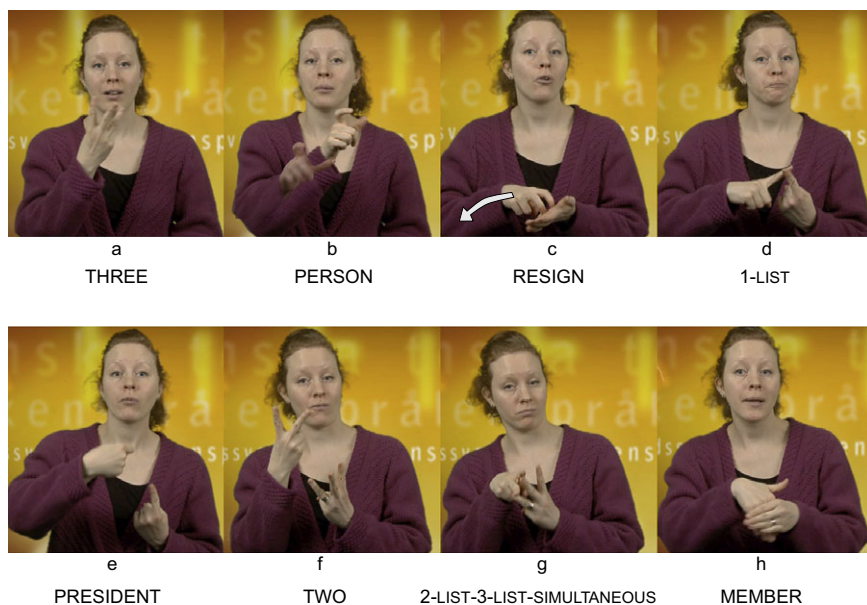 a b c d
THREE PERSON RESIGN 1-LIST
e f g h
PRESIDENT TWO 2-LIST-3-LIST-SIMULTANEOUS MEMBER